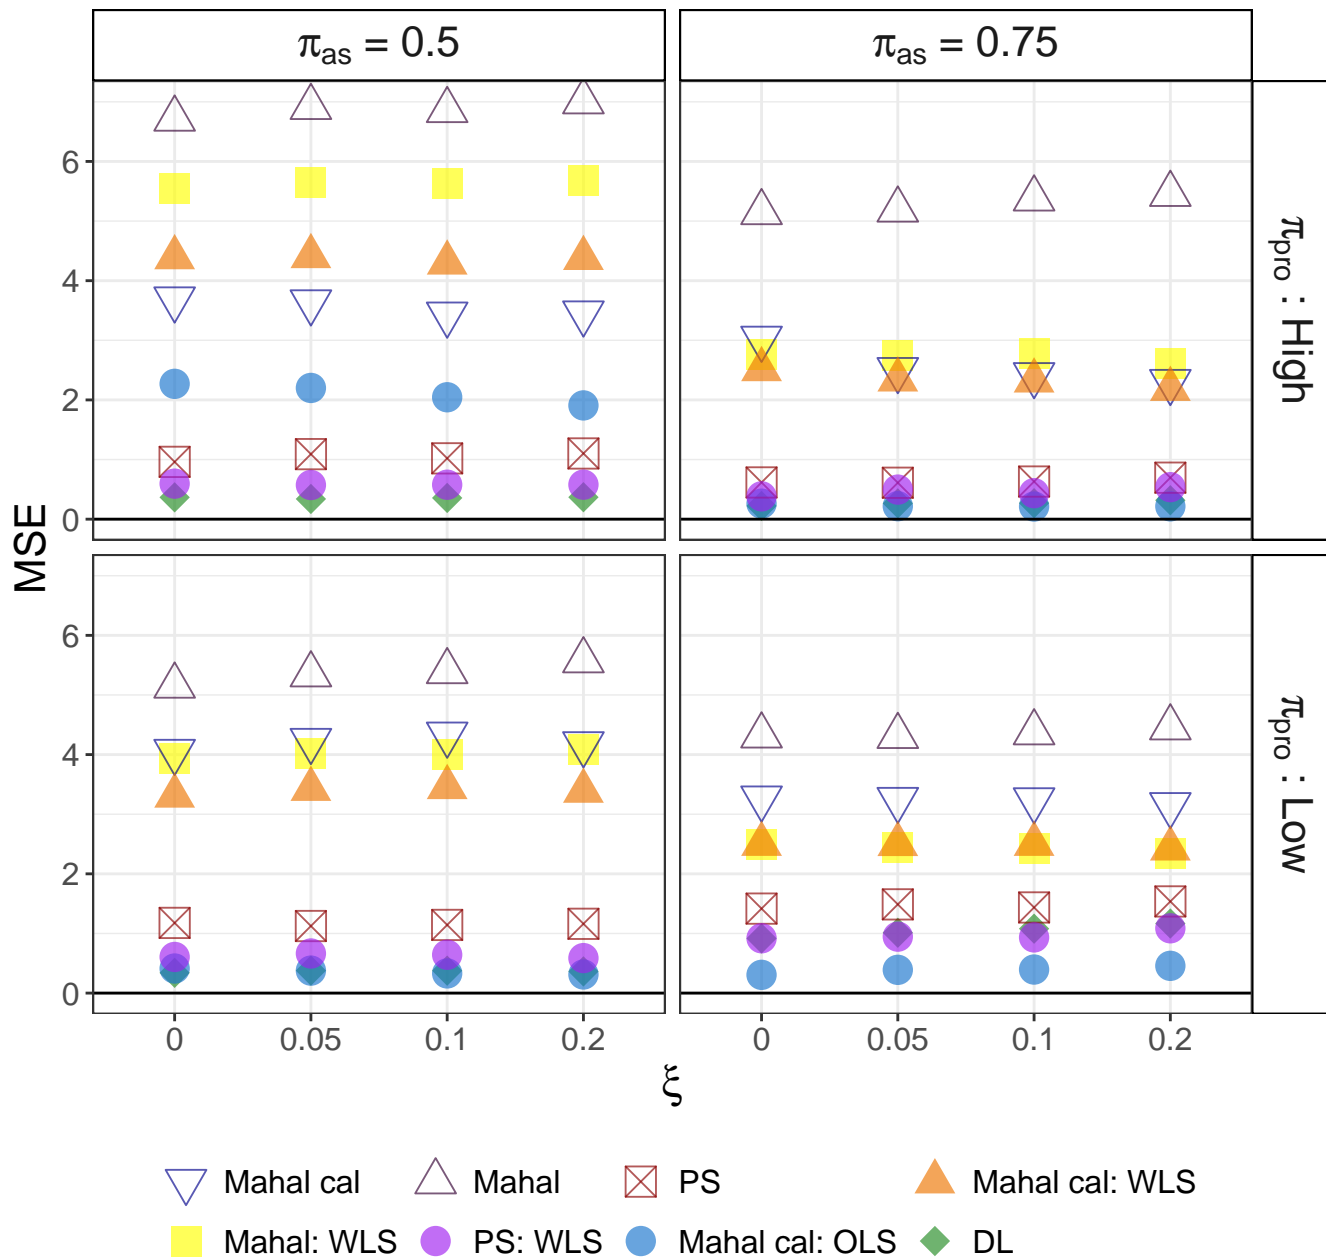 π_as = 0.5
π_as = 0.75
6
4
2
0
π_pro : High
MSE
6
4
2
0
π_pro : Low
0 0.05 0.1 0.2
0 0.05 0.1 0.2
ξ
Mahal cal Mahal PS Mahal cal: WLS
Mahal: WLS PS: WLS Mahal cal: OLS DL